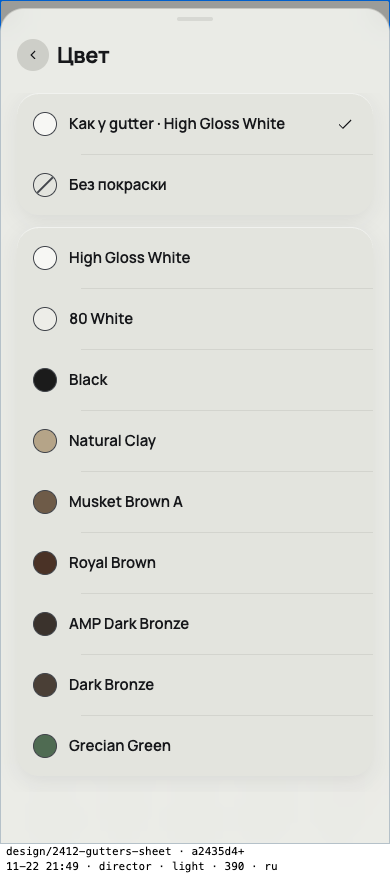 Цвет
Как у gutter · High Gloss White
Без покраски
High Gloss White
80 White
Black
Natural Clay
Musket Brown A
Royal Brown
AMP Dark Bronze
Dark Bronze
Grecian Green
design/2412-gutters-sheet · a2435d4+
11-22 21:49 · director · light · 390 · ru